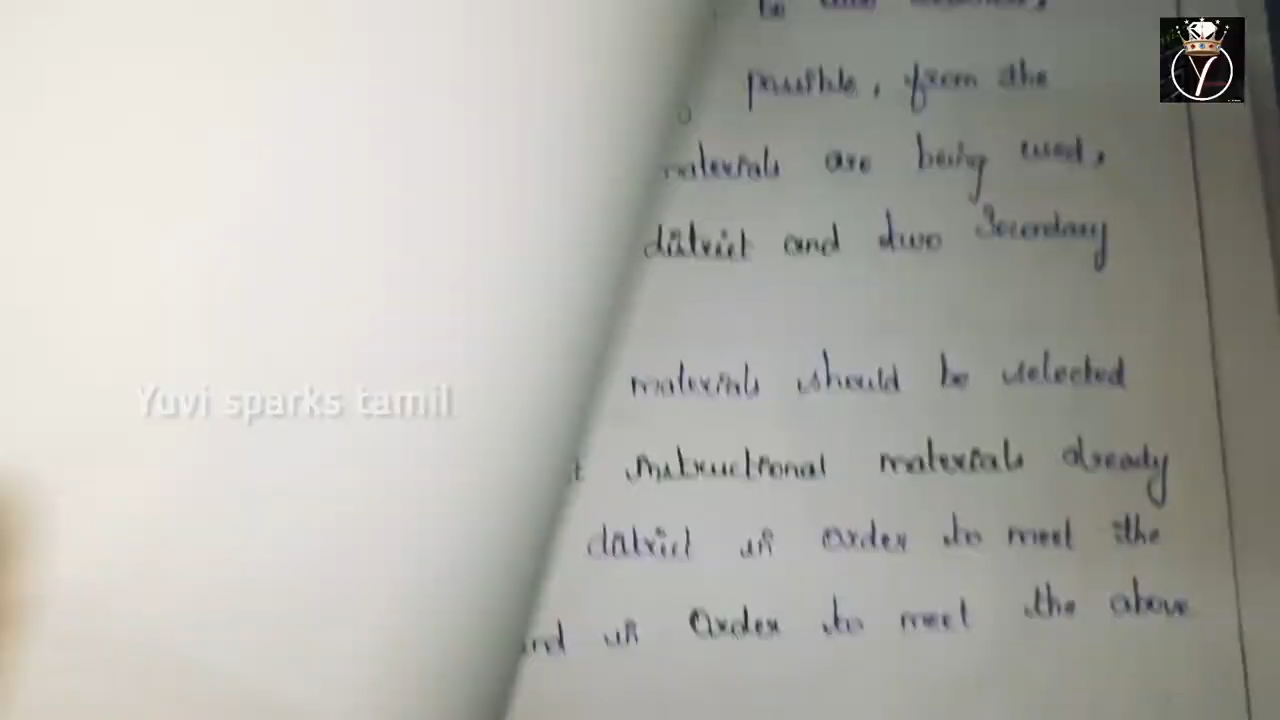 possible, from the
materials are being used,
district and two Secondary
materials should be selected
instructional materials already
district in order to meet the
and in order to meet the above
Yuvi sparks tamil
Y